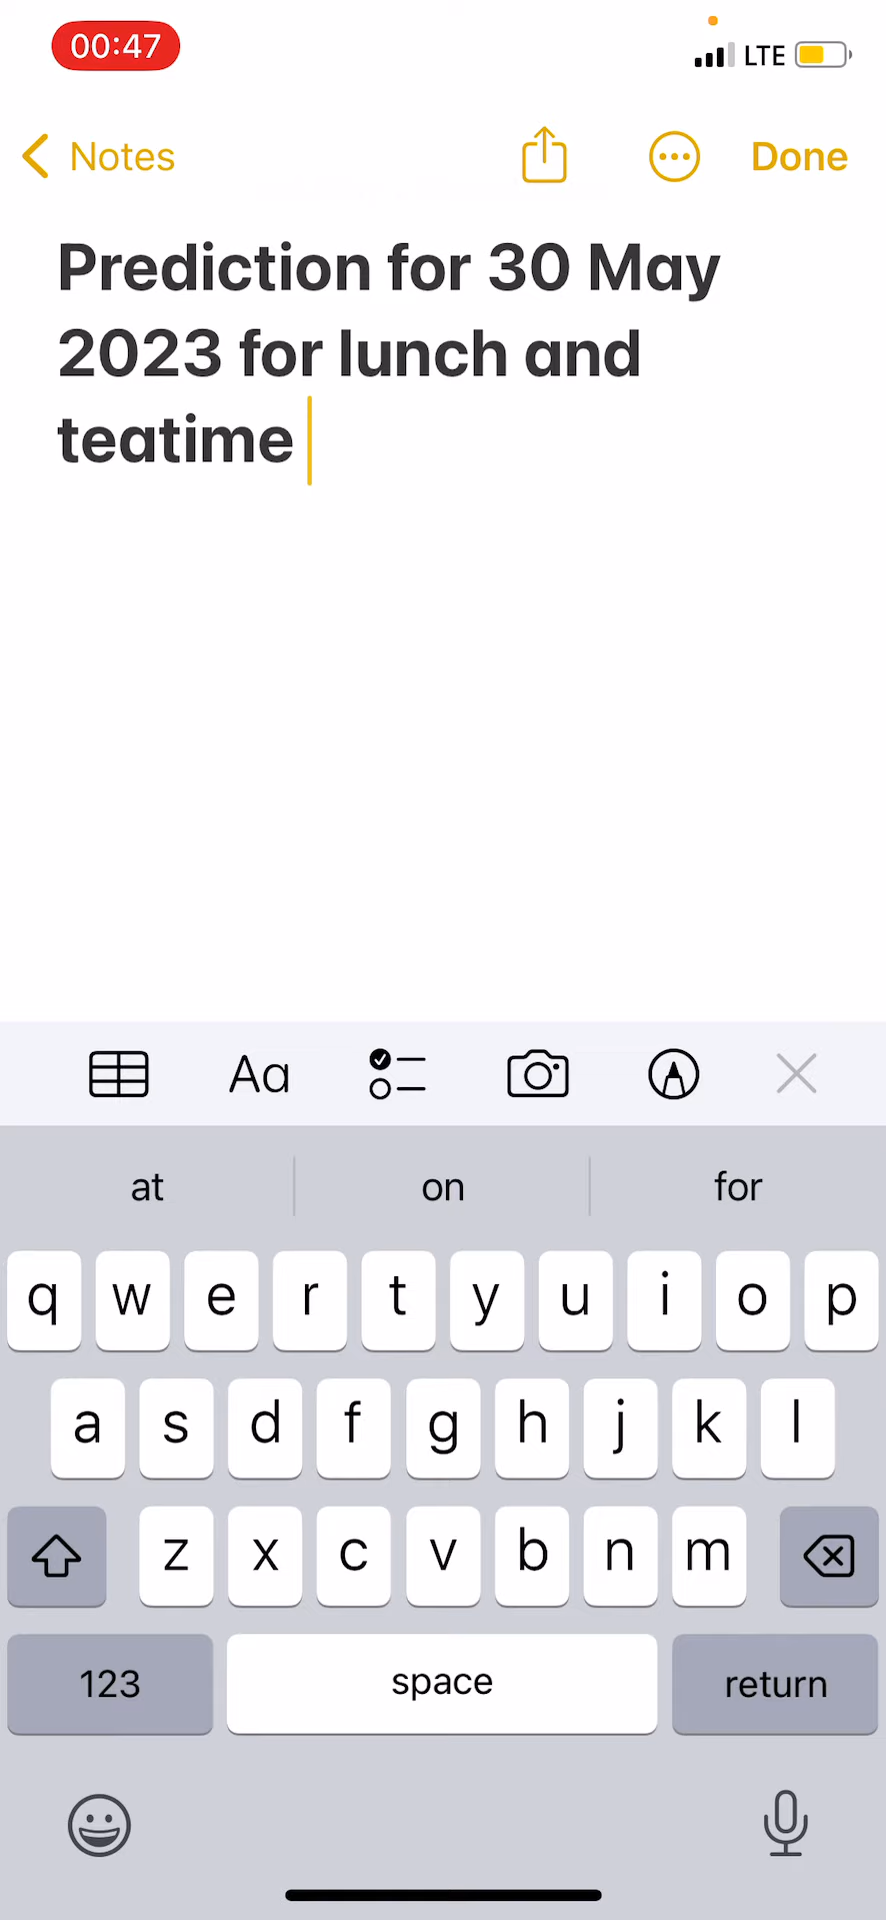 00:47
LTE
Notes
Done
Prediction for 30 May
2023 for lunch and
teatime
Aa
at on for
q w e r t y u i o p
a s d f g h j k l
z x c v b n m
123 space return